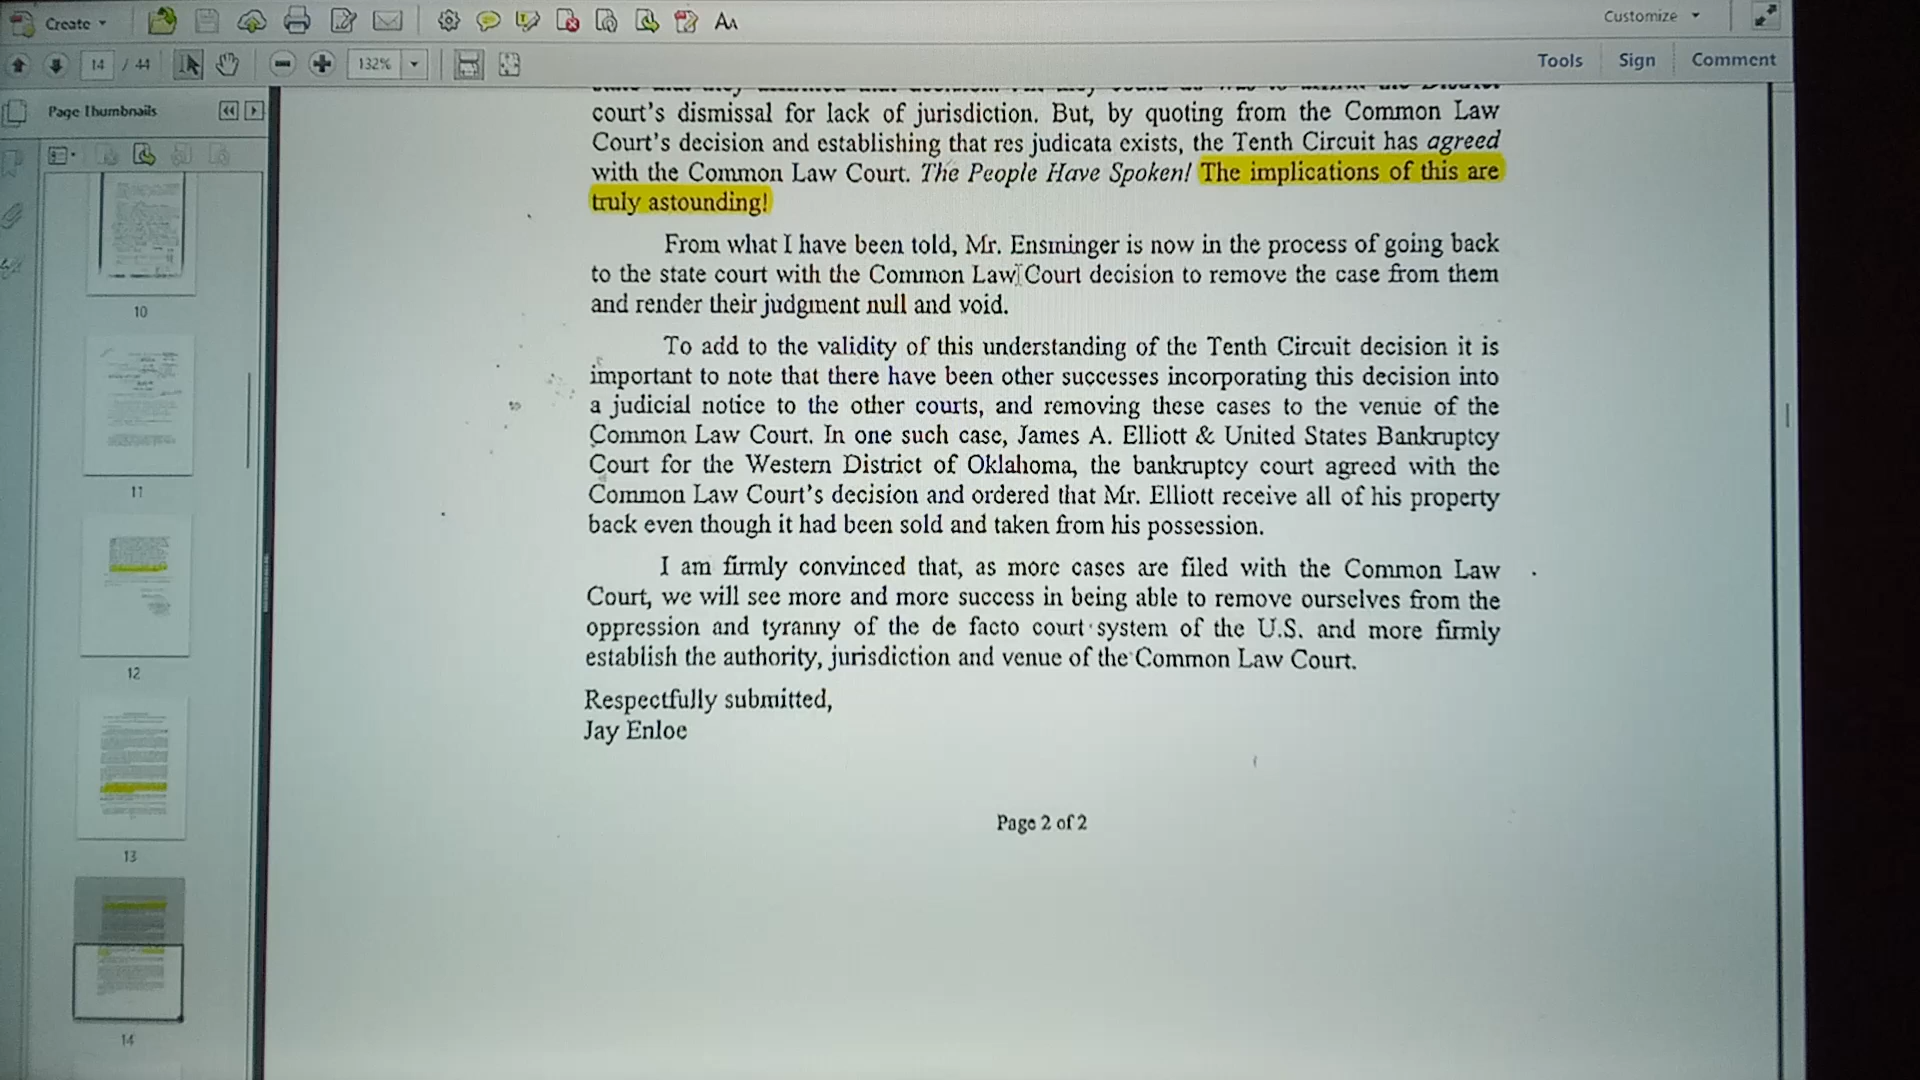 Create
Customize
14 / 44
132%
Tools
Sign
Comment
Page Thumbnails
10
11
12
13
14
court's dismissal for lack of jurisdiction. But, by quoting from the Common Law
Court's decision and establishing that res judicata exists, the Tenth Circuit has agreed
with the Common Law Court. The People Have Spoken! The implications of this are
truly astounding!
From what I have been told, Mr. Ensminger is now in the process of going back
to the state court with the Common Law Court decision to remove the case from them
and render their judgment null and void.
To add to the validity of this understanding of the Tenth Circuit decision it is
important to note that there have been other successes incorporating this decision into
a judicial notice to the other courts, and removing these cases to the venue of the
Common Law Court. In one such case, James A. Elliott & United States Bankruptcy
Court for the Western District of Oklahoma, the bankruptcy court agreed with the
Common Law Court's decision and ordered that Mr. Elliott receive all of his property
back even though it had been sold and taken from his possession.
I am firmly convinced that, as more cases are filed with the Common Law
Court, we will see more and more success in being able to remove ourselves from the
oppression and tyranny of the de facto court system of the U.S. and more firmly
establish the authority, jurisdiction and venue of the Common Law Court.
Respectfully submitted,
Jay Enloe
Page 2 of 2